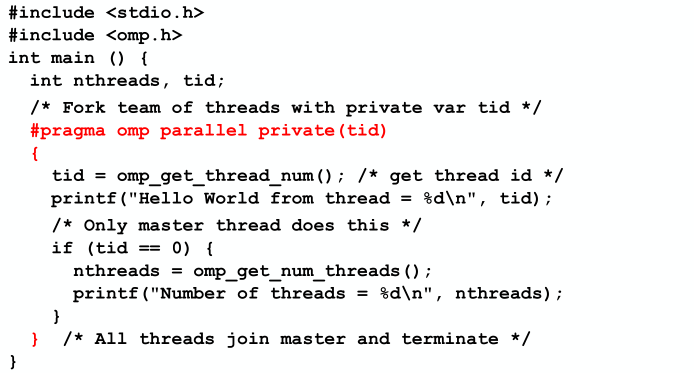 #include <stdio.h>
#include <omp.h>
int main () {
  int nthreads, tid;
  /* Fork team of threads with private var tid */
  #pragma omp parallel private(tid)
  {
    tid = omp_get_thread_num(); /* get thread id */
    printf("Hello World from thread = %d\n", tid);
    /* Only master thread does this */
    if (tid == 0) {
      nthreads = omp_get_num_threads();
      printf("Number of threads = %d\n", nthreads);
    }
  }  /* All threads join master and terminate */
}